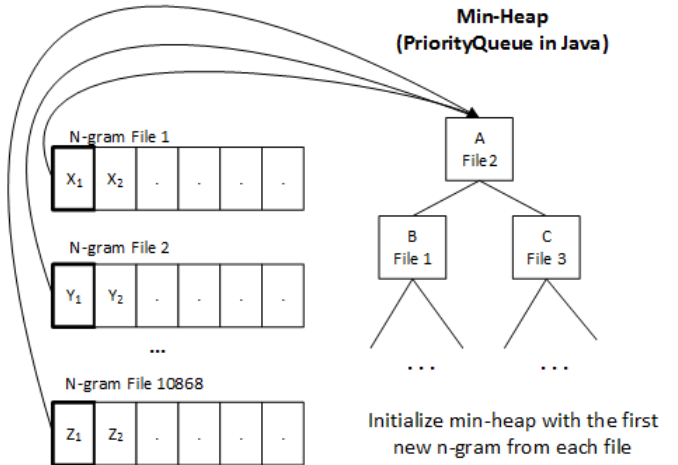 Min-Heap
(PriorityQueue in Java)
N-gram File 1
X₁ X₂ . . . .
N-gram File 2
Y₁ Y₂ . . . .
...
N-gram File 10868
Z₁ Z₂ . . . .
A
File2
B
File 1
C
File 3
... ...
Initialize min-heap with the first
new n-gram from each file